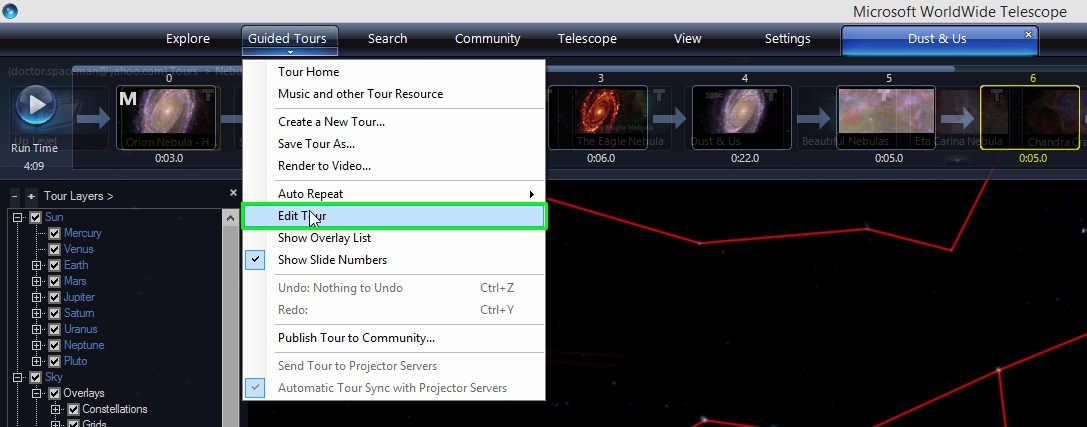 Microsoft WorldWide Telescope
Explore
Guided Tours
Search
Community
Telescope
View
Settings
Dust & Us
(doctor.spaceman@yahoo.com) Tours > Nebu
0
3
4
5
6
M
T
T
T
Up Level
Orion Nebula - H
The Eagle Nebula
Dust & Us
Beautiful Nebulas
Eta Carina Nebula
Chandra C
Run Time
4:09
0:03.0
0:06.0
0:22.0
0:05.0
0:05.0
Tour Home
Music and other Tour Resource
Create a New Tour...
Save Tour As...
Render to Video...
Auto Repeat
Edit Tour
Show Overlay List
Show Slide Numbers
Undo: Nothing to Undo Ctrl+Z
Redo: Ctrl+Y
Publish Tour to Community...
Send Tour to Projector Servers
Automatic Tour Sync with Projector Servers
- + Tour Layers >
Sun
Mercury
Venus
Earth
Mars
Jupiter
Saturn
Uranus
Neptune
Pluto
Sky
Overlays
Constellations
Grids